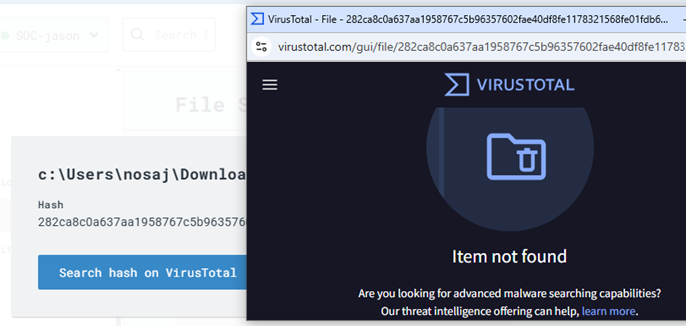 SOC-jason
Search S
File S
c:\Users\nosaj\Downloa
Hash
282ca8c0a637aa1958767c5b9635760
Search hash on VirusTotal
VirusTotal - File - 282ca8c0a637aa1958767c5b96357602fae40df8fe1178321568fe01fdb6...
virustotal.com/gui/file/282ca8c0a637aa1958767c5b96357602fae40df8fe11783
VIRUSTOTAL
Item not found
Are you looking for advanced malware searching capabilities?
Our threat intelligence offering can help, learn more.